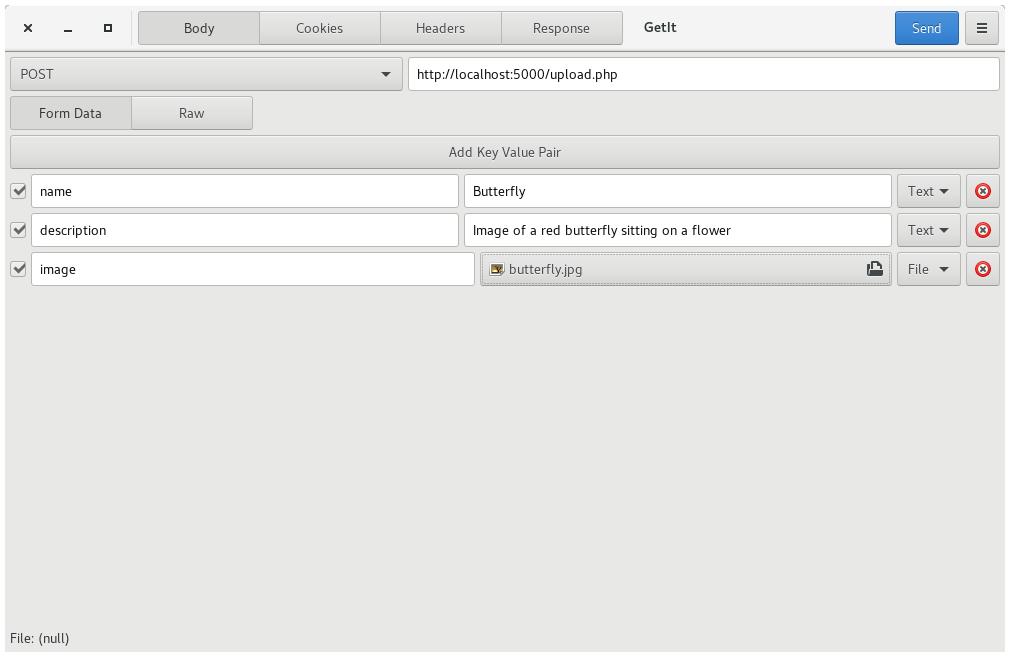 Body Cookies Headers Response GetIt Send
POST http://localhost:5000/upload.php
Form Data Raw
Add Key Value Pair
name Butterfly Text
description Image of a red butterfly sitting on a flower Text
image butterfly.jpg File
File: (null)